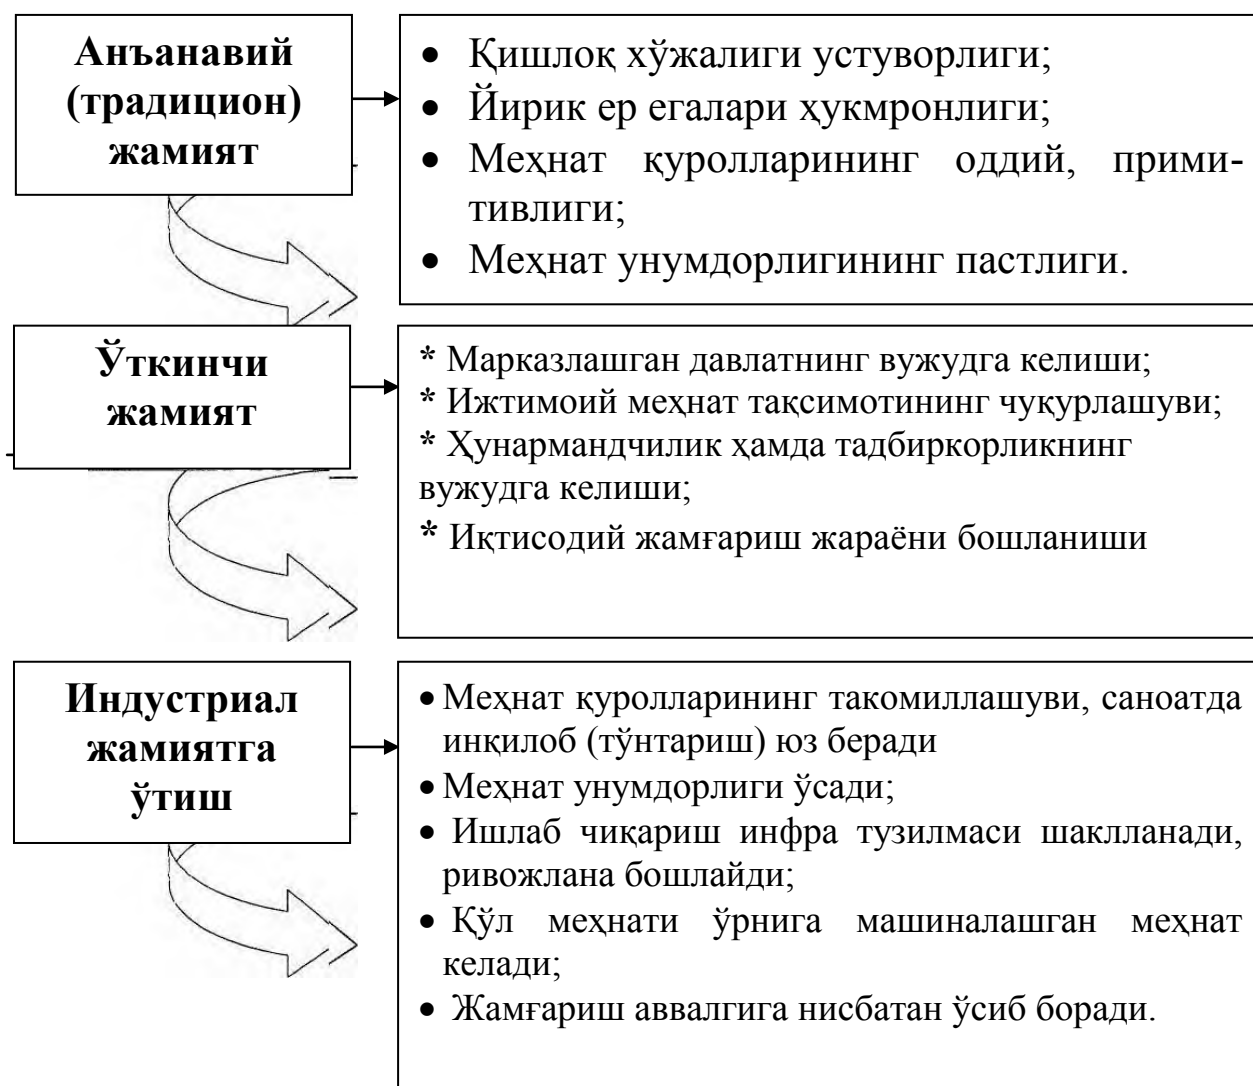 Анъанавий
(традицион)
жамият
• Қишлоқ хўжалиги устуворлиги;
• Йирик ер егалари ҳукмронлиги;
• Меҳнат қуролларининг оддий, прими-
тивлиги;
• Меҳнат унумдорлигининг пастлиги.
Ўткинчи
жамият
* Марказлашган давлатнинг вужудга келиши;
* Ижтимоий меҳнат тақсимотининг чуқурлашуви;
* Ҳунармандчилик ҳамда тадбиркорликнинг
вужудга келиши;
* Иқтисодий жамғариш жараёни бошланиши
Индустриал
жамиятга
ўтиш
• Меҳнат қуролларининг такомиллашуви, саноатда
инқилоб (тўнтариш) юз беради
• Меҳнат унумдорлиги ўсади;
• Ишлаб чиқариш инфра тузилмаси шаклланади,
ривожлана бошлайди;
• Қўл меҳнати ўрнига машиналашган меҳнат
келади;
• Жамғариш аввалгига нисбатан ўсиб боради.